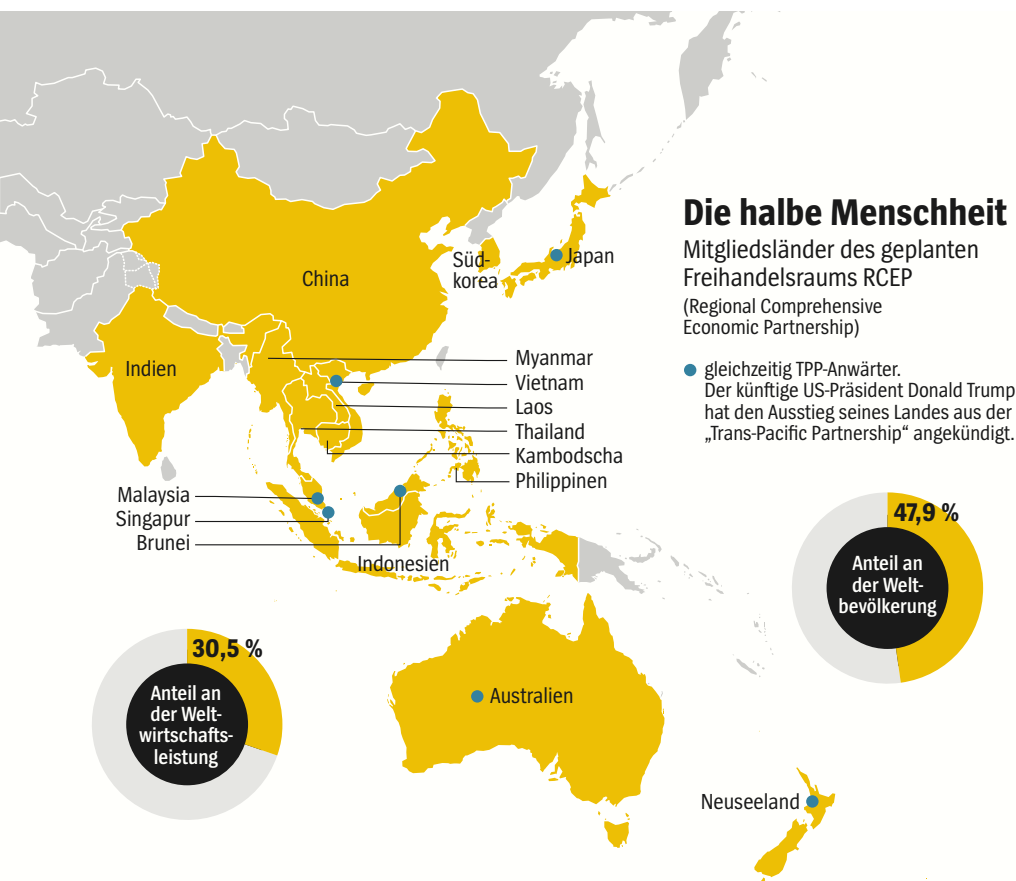 Die halbe Menschheit
Mitgliedsländer des geplanten
Freihandelsraums RCEP
(Regional Comprehensive
Economic Partnership)
gleichzeitig TPP-Anwärter.
Der künftige US-Präsident Donald Trump
hat den Ausstieg seines Landes aus der
„Trans-Pacific Partnership“ angekündigt.
China
Süd-
korea
Japan
Indien
Myanmar
Vietnam
Laos
Thailand
Kambodscha
Philippinen
Malaysia
Singapur
Brunei
Indonesien
Australien
Neuseeland
47,9 %
Anteil an
der Welt-
bevölkerung
30,5 %
Anteil an
der Welt-
wirtschafts-
leistung